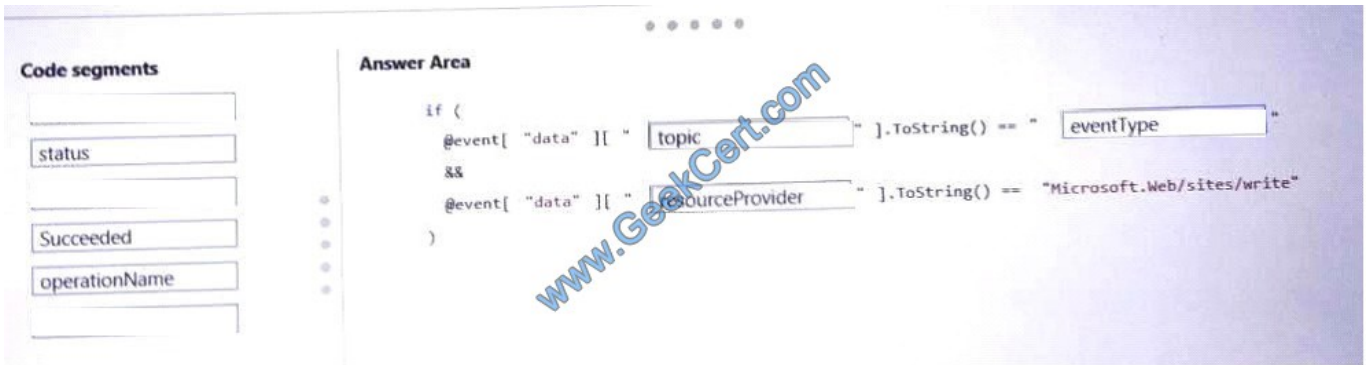 Code segments
status
Succeeded
operationName
Answer Area
if (
@event[ "data" ][ " topic " ].ToString() == " eventType "
&&
@event[ "data" ][ " resourceProvider " ].ToString() == "Microsoft.Web/sites/write"
)
www.GeekCert.com